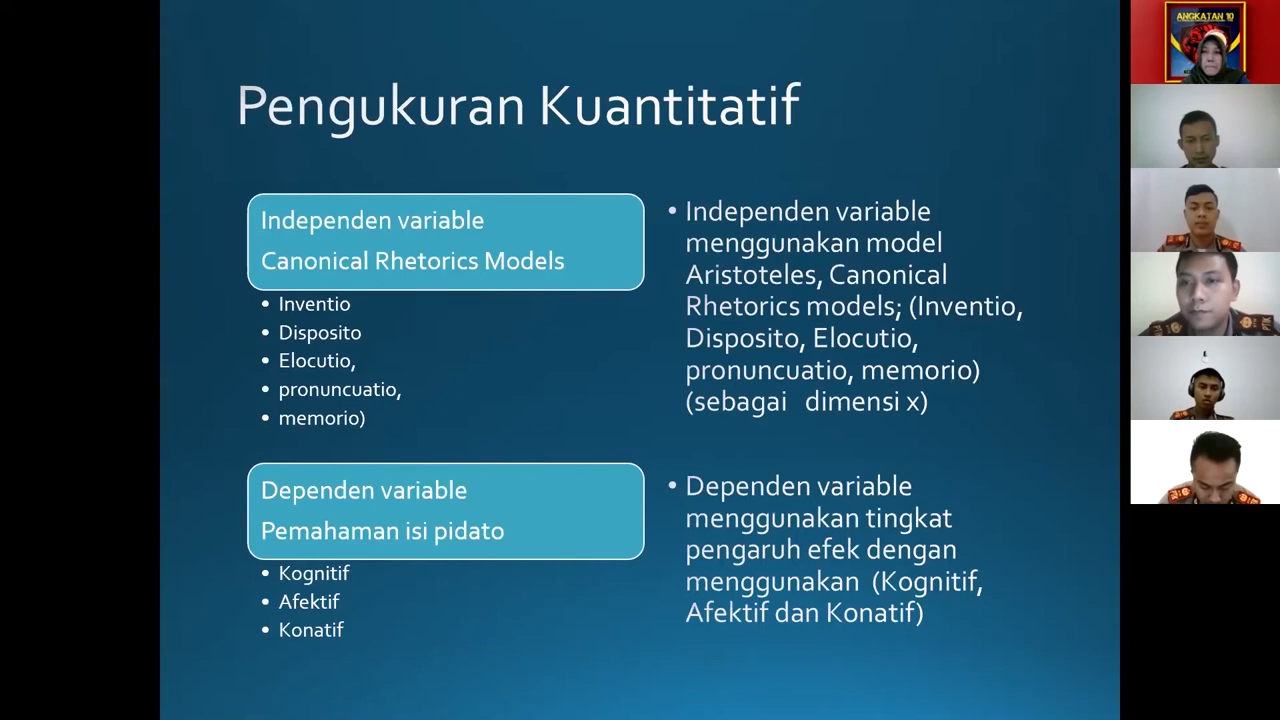 Pengukuran Kuantitatif
Independen variable
Canonical Rhetorics Models
• Inventio
• Disposito
• Elocutio,
• pronuncuatio,
• memorio)
Dependen variable
Pemahaman isi pidato
• Kognitif
• Afektif
• Konatif
• Independen variable
menggunakan model
Aristoteles, Canonical
Rhetorics models; (Inventio,
Disposito, Elocutio,
pronuncuatio, memorio)
(sebagai dimensi x)
• Dependen variable
menggunakan tingkat
pengaruh efek dengan
menggunakan (Kognitif,
Afektif dan Konatif)
ANGKATAN 10
PTIK